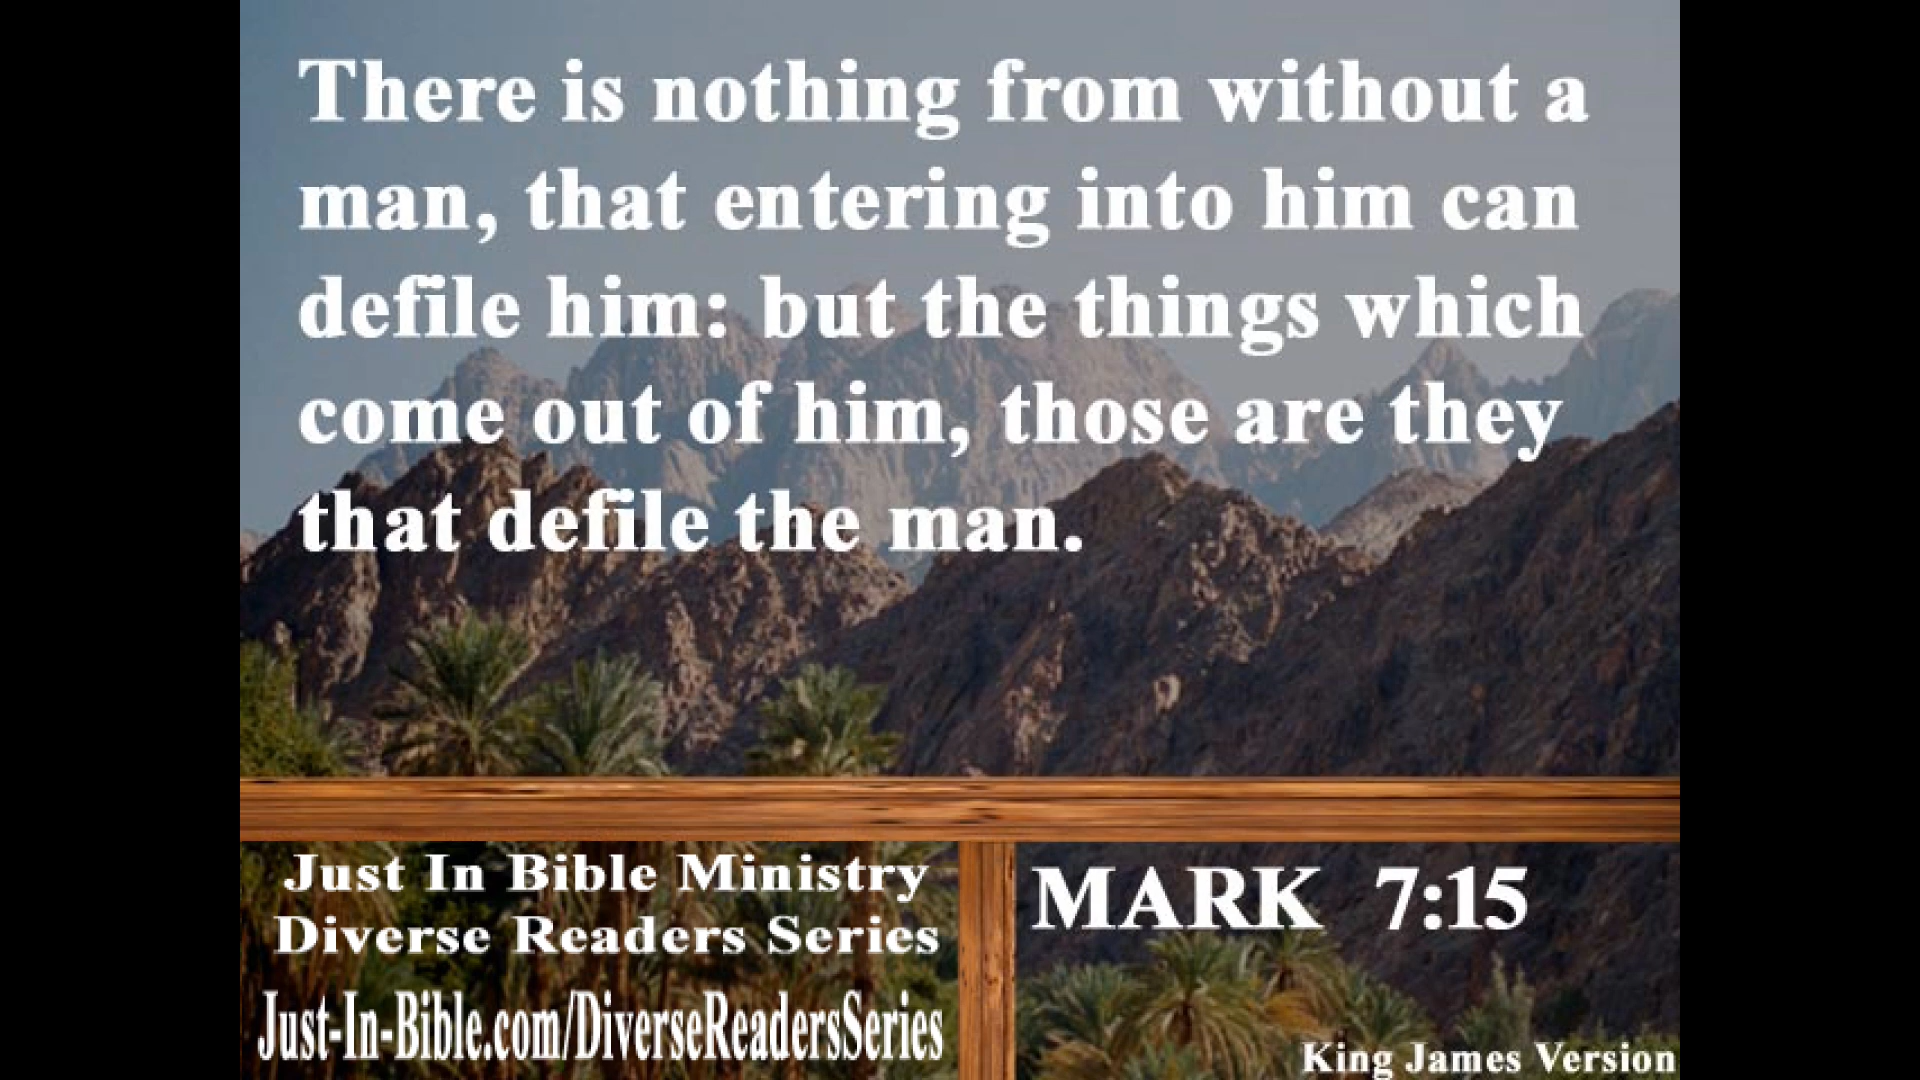 There is nothing from without a
man, that entering into him can
defile him: but the things which
come out of him, those are they
that defile the man.
Just In Bible Ministry
Diverse Readers Series
Just-In-Bible.com/DiverseReadersSeries
MARK 7:15
King James Version